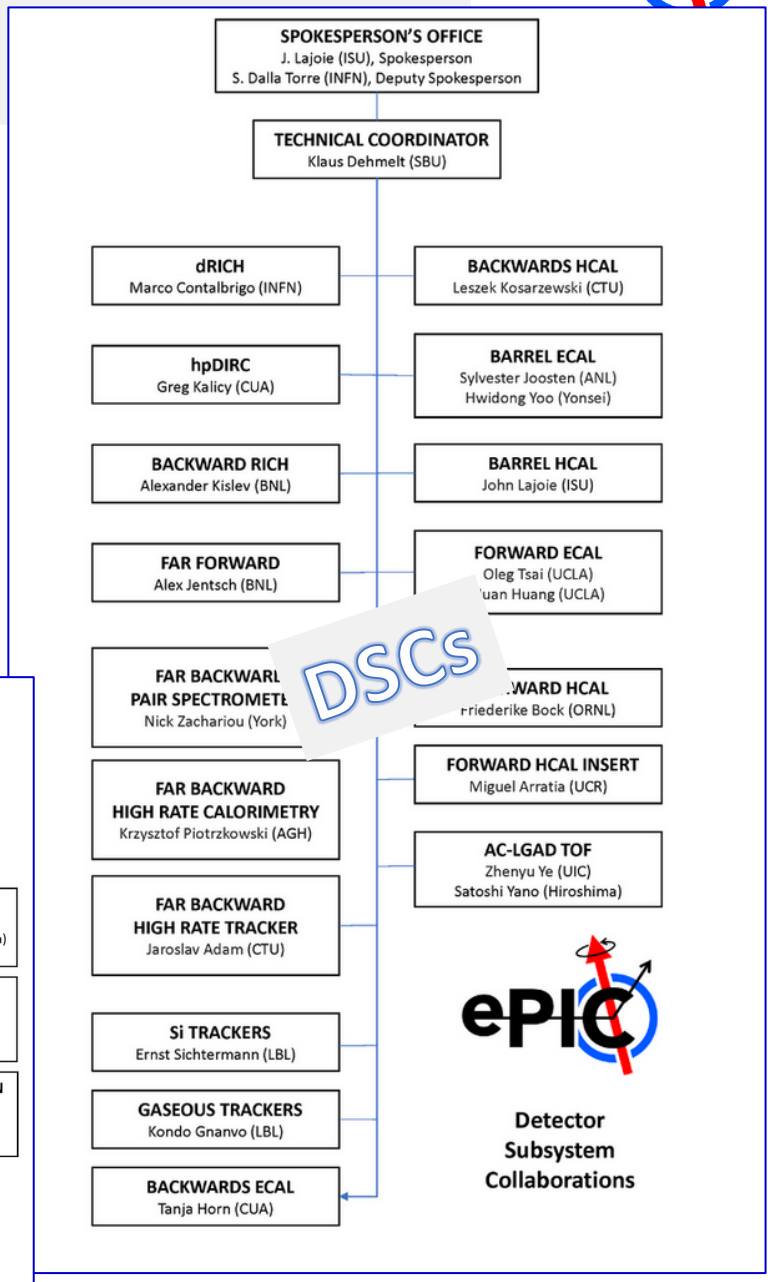 SPOKESPERSON'S OFFICE
J. Lajoie (ISU), Spokesperson
S. Dalla Torre (INFN), Deputy Spokesperson
TECHNICAL COORDINATOR
Klaus Dehmelt (SBU)
dRICH
Marco Contalbrigo (INFN)
BACKWARDS HCAL
Leszek Kosarzewski (CTU)
hpDIRC
Greg Kalicy (CUA)
BARREL ECAL
Sylvester Joosten (ANL)
Hwidong Yoo (Yonsei)
BACKWARD RICH
Alexander Kislev (BNL)
BARREL HCAL
John Lajoie (ISU)
FAR FORWARD
Alex Jentsch (BNL)
FORWARD ECAL
Oleg Tsai (UCLA)
Huang (UCLA)
DSCs
FAR
PAIR
Nick Zachariou (York)
HCAL
Friederike Bock (ORNL)
FAR BACKWARD
HIGH RATE CALORIMETRY
Krzysztof Piotrzkowski (AGH)
FORWARD HCAL INSERT
Miguel Arratia (UCR)
AC-LGAD TOF
Zhenyu Ye (UIC)
Satoshi Yano (Hiroshima)
FAR BACKWARD
HIGH RATE TRACKER
Jaroslav Adam (CTU)
ePIC
Si TRACKERS
Ernst Sichtermann (LBL)
GASEOUS TRACKERS
Kondo Gnanvo (LBL)
BACKWARDS ECAL
Tanja Horn (CUA)
Detector
Subsystem
Collaborations